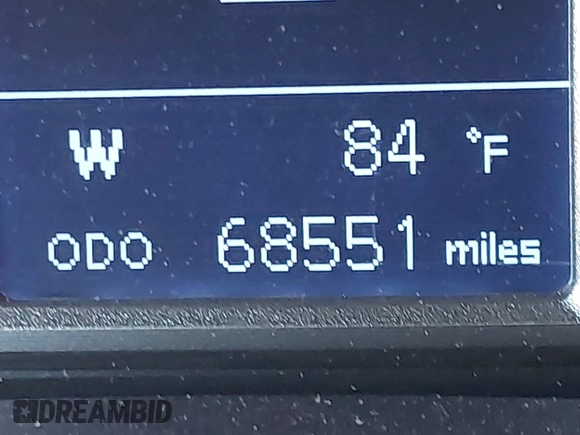 W 84 °F
ODO 68551 miles
DREAMBID